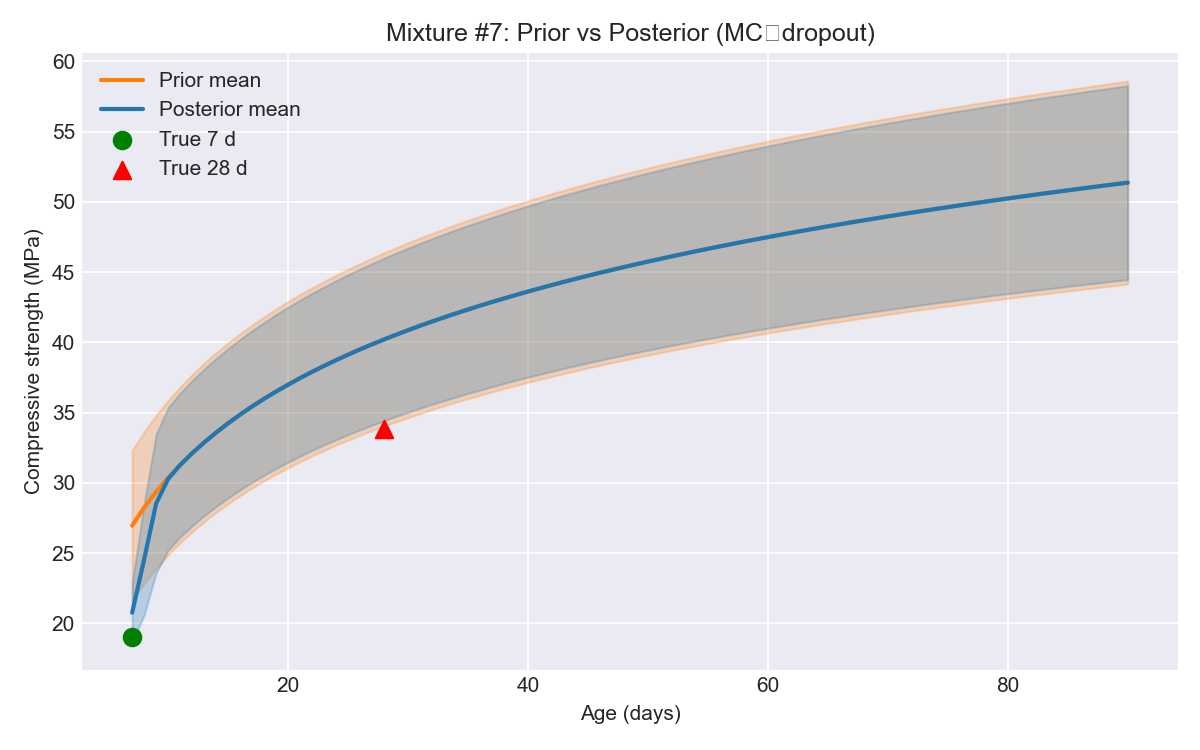 Mixture #7: Prior vs Posterior (MC□dropout)
Prior mean
Posterior mean
True 7 d
True 28 d
60
55
50
45
40
35
30
25
20
Compressive strength (MPa)
20 40 60 80
Age (days)